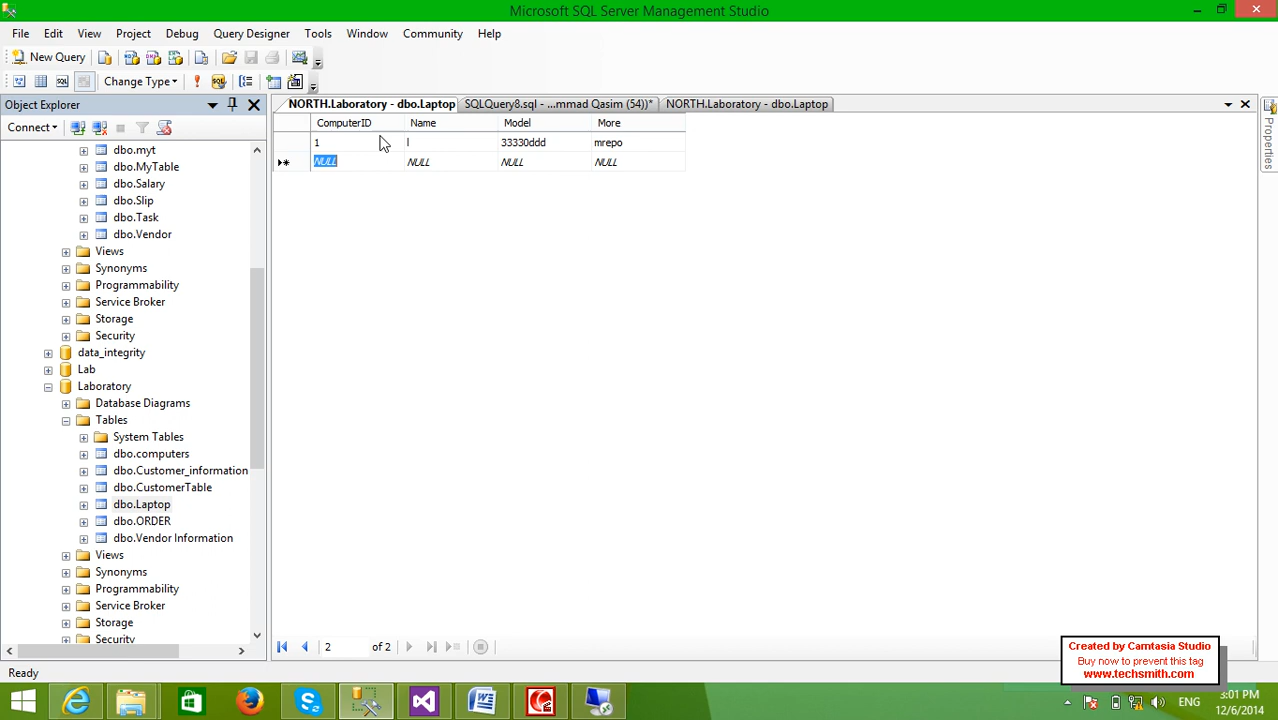 Microsoft SQL Server Management Studio
File Edit View Project Debug Query Designer Tools Window Community Help
New Query
Change Type
Object Explorer
Connect
dbo.myt
dbo.MyTable
dbo.Salary
dbo.Slip
dbo.Task
dbo.Vendor
Views
Synonyms
Programmability
Service Broker
Storage
Security
data_integrity
Lab
Laboratory
Database Diagrams
Tables
System Tables
dbo.computers
dbo.Customer_information
dbo.CustomerTable
dbo.Laptop
dbo.ORDER
dbo.Vendor Information
Views
Synonyms
Programmability
Service Broker
Storage
Security
NORTH.Laboratory - dbo.Laptop SQLQuery8.sql - ...mmad Qasim (54))* NORTH.Laboratory - dbo.Laptop
ComputerID Name Model More
1 l 33330ddd mrepo
NULL NULL NULL NULL
2 of 2
Properties
Created by Camtasia Studio
Buy now to prevent this tag
www.techsmith.com
Ready
ENG
3:01 PM
12/6/2014